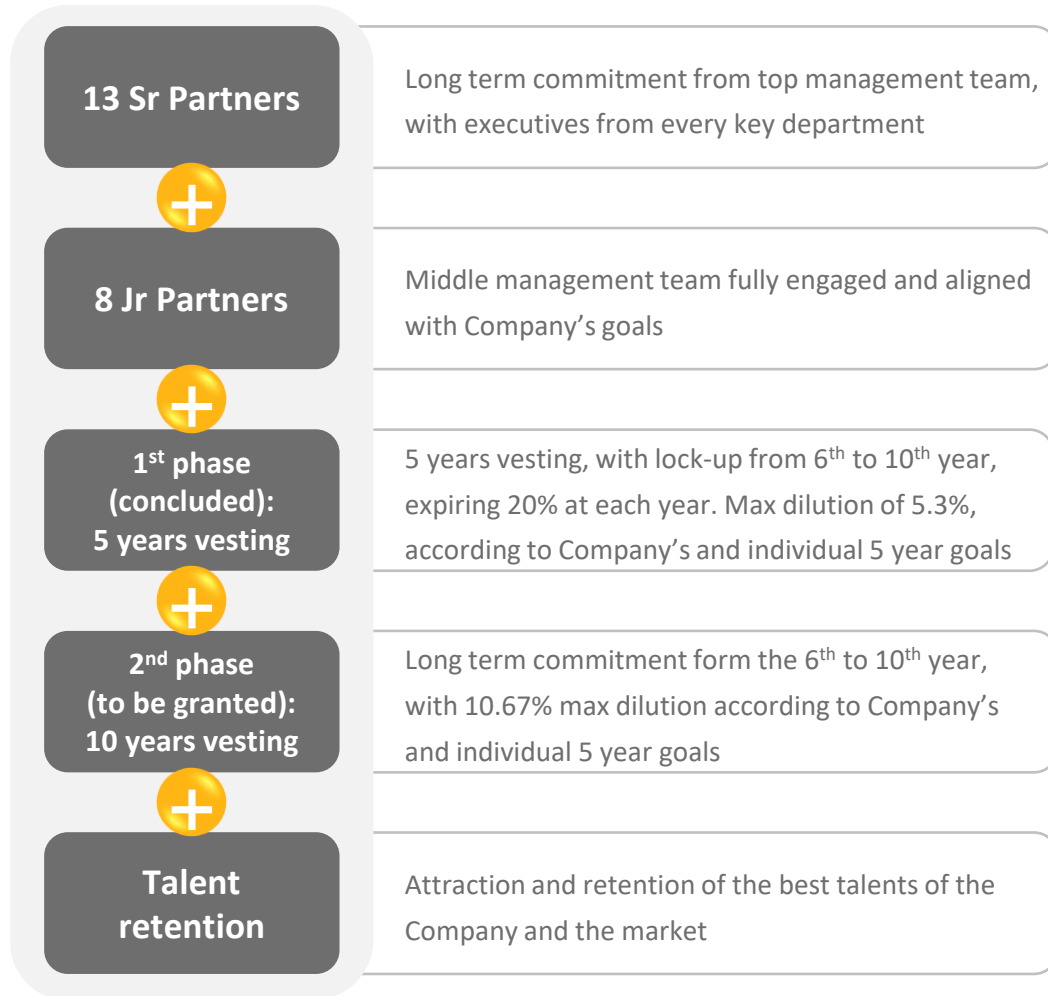 13 Sr Partners
Long term commitment from top management team,
with executives from every key department
+
8 Jr Partners
Middle management team fully engaged and aligned
with Company’s goals
+
1st phase
(concluded):
5 years vesting
5 years vesting, with lock-up from 6th to 10th year,
expiring 20% at each year. Max dilution of 5.3%,
according to Company’s and individual 5 year goals
+
2nd phase
(to be granted):
10 years vesting
Long term commitment form the 6th to 10th year,
with 10.67% max dilution according to Company’s
and individual 5 year goals
+
Talent
retention
Attraction and retention of the best talents of the
Company and the market